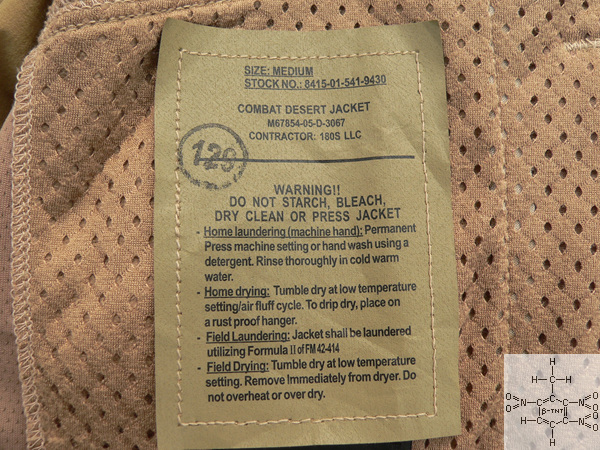 SIZE: MEDIUM
STOCK NO.: 8415-01-541-9430
COMBAT DESERT JACKET
M67854-05-D-3067
CONTRACTOR: 180S LLC
WARNING!!
DO NOT STARCH, BLEACH,
DRY CLEAN OR PRESS JACKET
- Home laundering (machine hand): Permanent
Press machine setting or hand wash using a
detergent. Rinse thoroughly in cold warm
water.
- Home drying: Tumble dry at low temperature
setting/air fluff cycle. To drip dry, place on
a rust proof hanger.
- Field Laundering: Jacket shall be laundered
utilizing Formula II of FM 42-414
- Field Drying: Tumble dry at low temperature
setting. Remove Immediately from dryer. Do
not overheat or over dry.
H
H-C-H
O N N O
O β-TNT O
H N O
H O